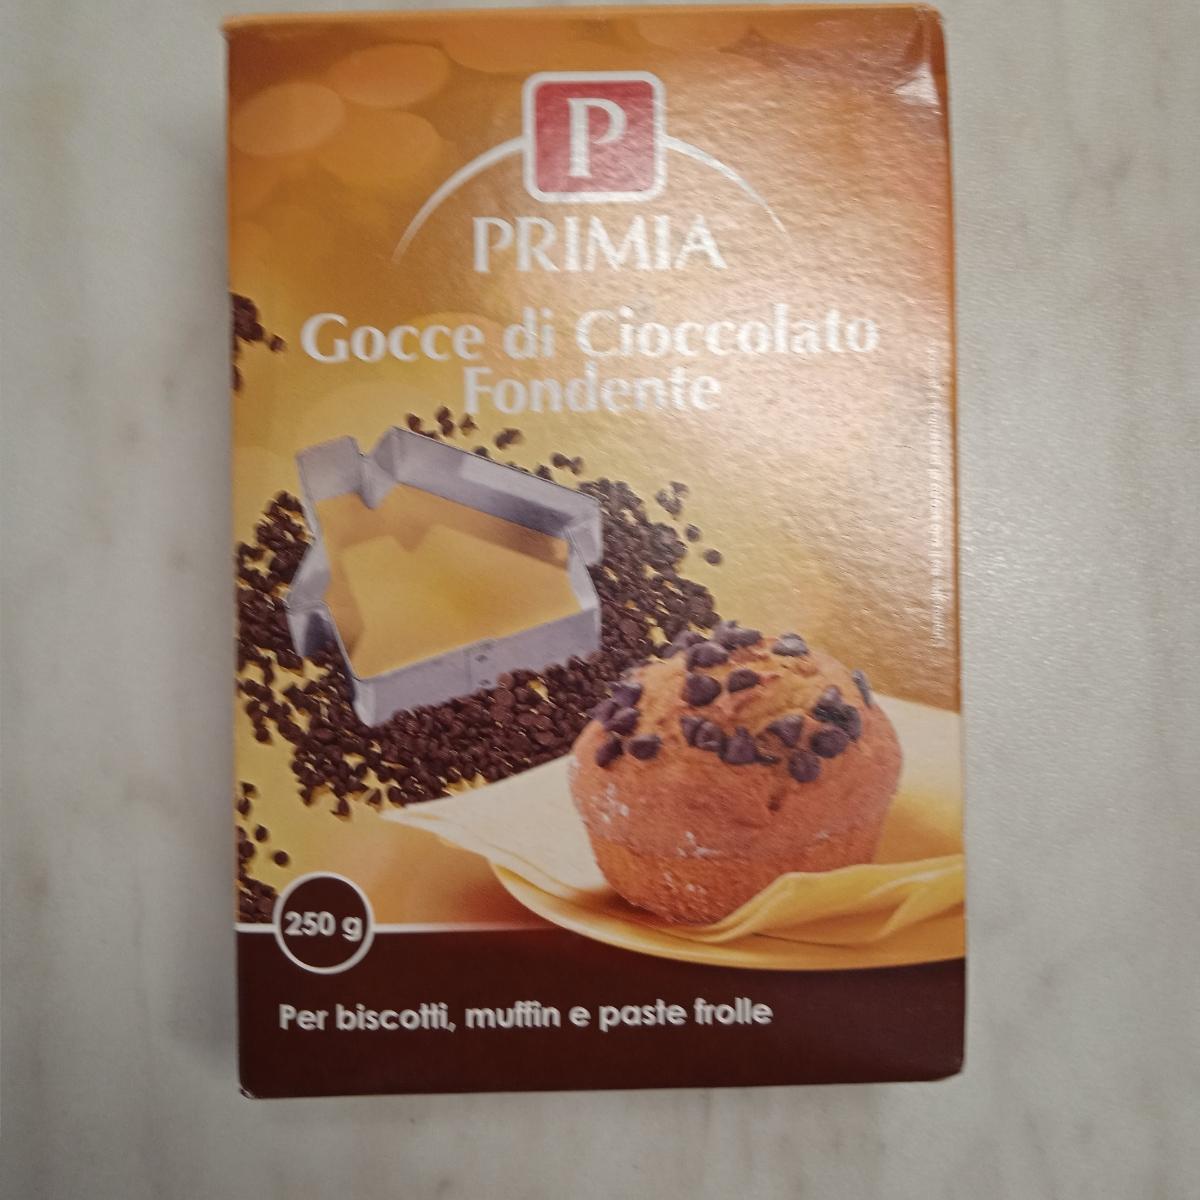 P
PRIMIA
Gocce di Cioccolato
Fondente
250 g
Per biscotti, muffin e paste frolle